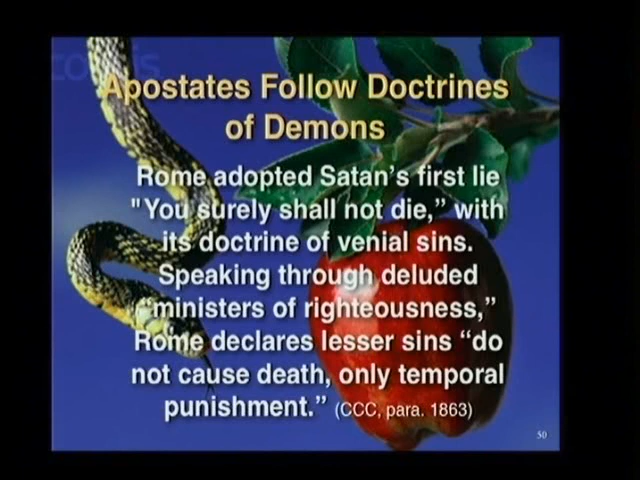 Apostates Follow Doctrines
of Demons
Rome adopted Satan's first lie
"You surely shall not die,” with
its doctrine of venial sins.
Speaking through deluded
“ministers of righteousness,”
Rome declares lesser sins “do
not cause death, only temporal
punishment.” (CCC, para. 1863)
50